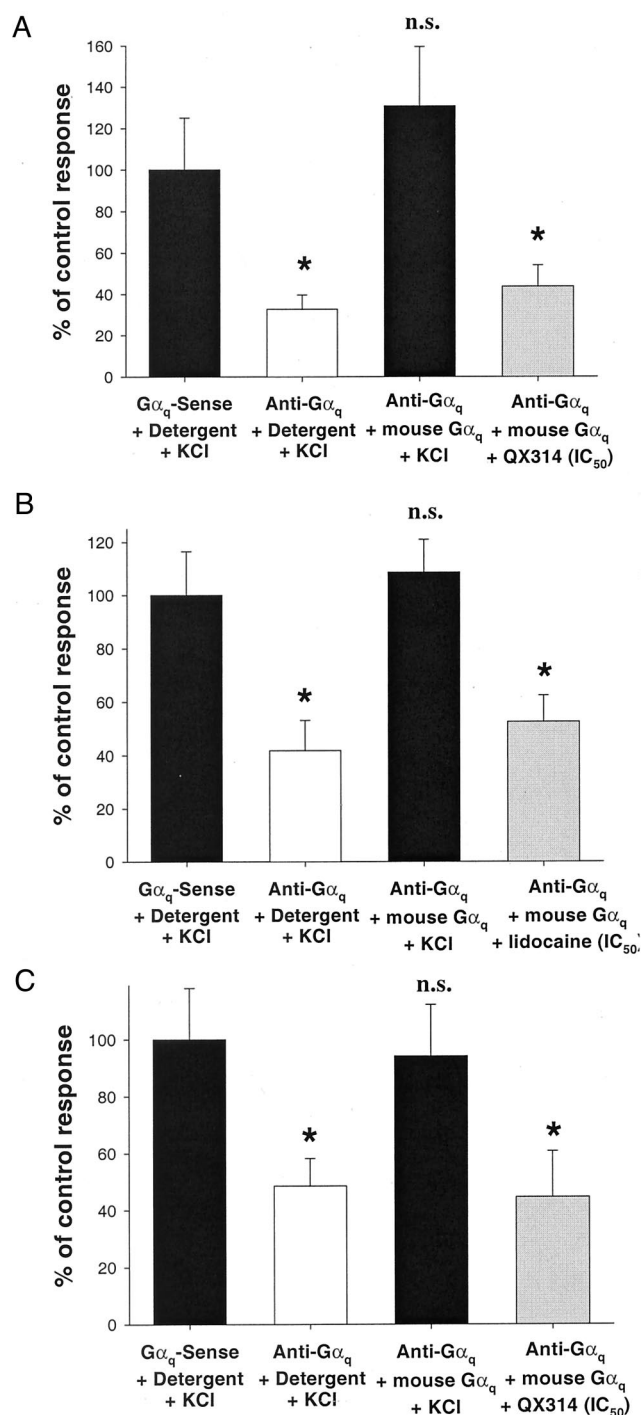 A
n.s.
160
140
120
100
80
60
40
20
0
% of control response
*
*
Gαq-Sense
+ Detergent
+ KCl
Anti-Gαq
+ Detergent
+ KCl
Anti-Gαq
+ mouse Gαq
+ KCl
Anti-Gαq
+ mouse Gαq
+ QX314 (IC50)
B
n.s.
120
100
80
60
40
20
0
% of control response
*
*
Gαq-Sense
+ Detergent
+ KCl
Anti-Gαq
+ Detergent
+ KCl
Anti-Gαq
+ mouse Gαq
+ KCl
Anti-Gαq
+ mouse Gαq
+ lidocaine (IC50)
C
n.s.
100
80
60
40
20
0
% of control response
*
*
Gαq-Sense
+ Detergent
+ KCl
Anti-Gαq
+ Detergent
+ KCl
Anti-Gαq
+ mouse Gαq
+ KCl
Anti-Gαq
+ mouse Gαq
+ QX314 (IC50)